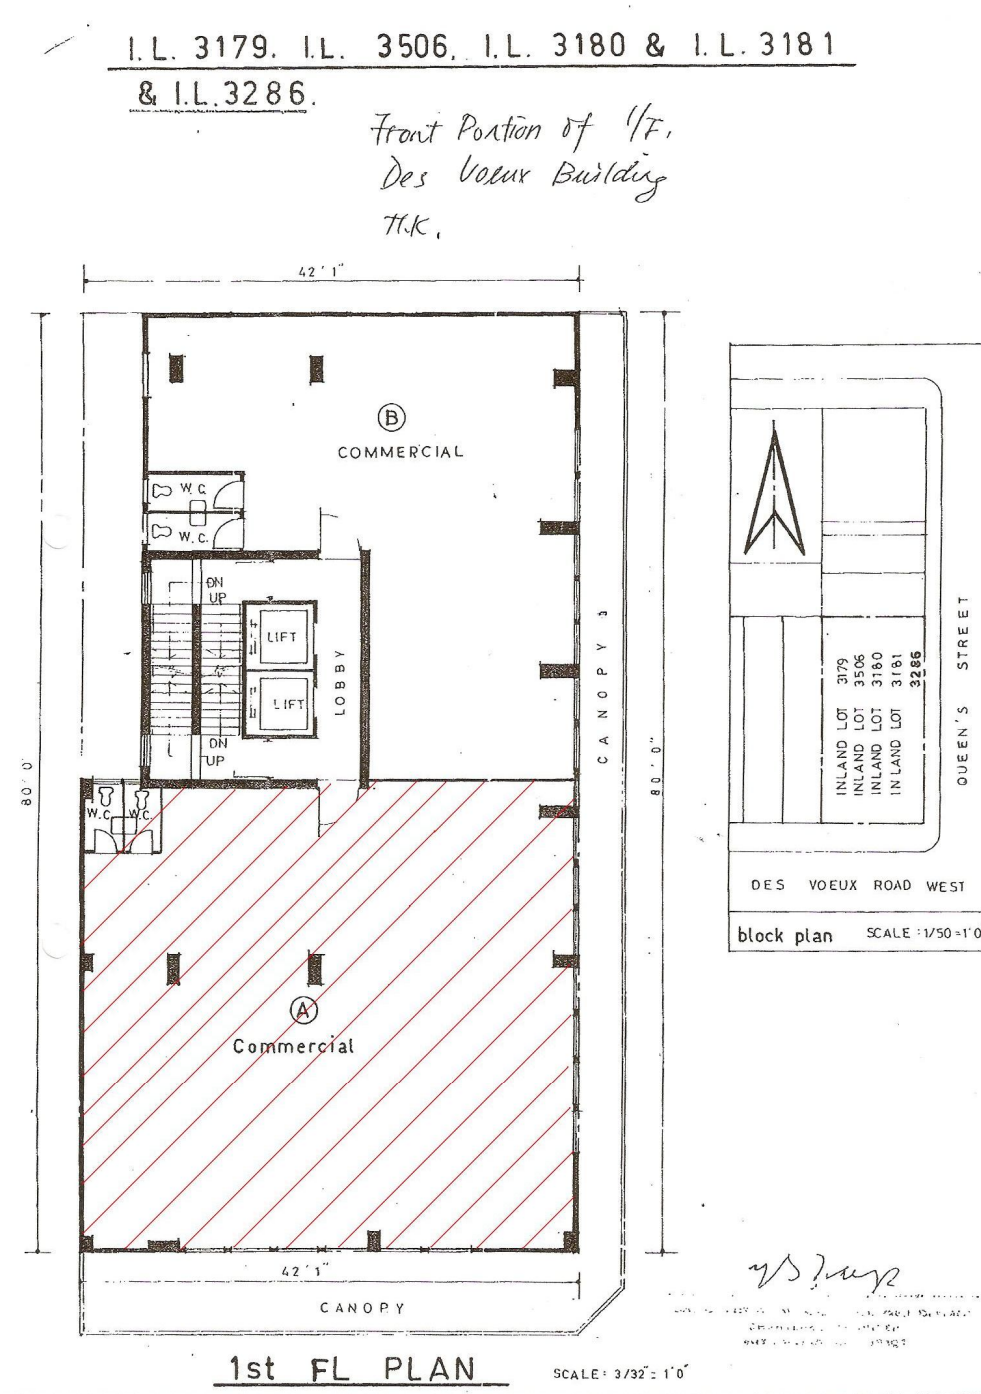 I.L. 3179. I.L. 3506, I.L. 3180 & I.L. 3181
& I.L. 3286.
Front Portion of 1/F.
Des Voeux Building
H.K.
42'1"
B
COMMERCIAL
W.C.
W.C.
DN
UP
LIFT
LIFT
LOBBY
DN
UP
CANOPY
80'0"
80'0"
W.C.
W.C.
A
Commercial
42'1"
CANOPY
1st FL PLAN
SCALE: 3/32"= 1'0"
INLAND LOT 3179
INLAND LOT 3506
INLAND LOT 3180
INLAND LOT 3181
3286
QUEEN'S STREET
DES VOEUX ROAD WEST
block plan
SCALE : 1/50 = 1'0